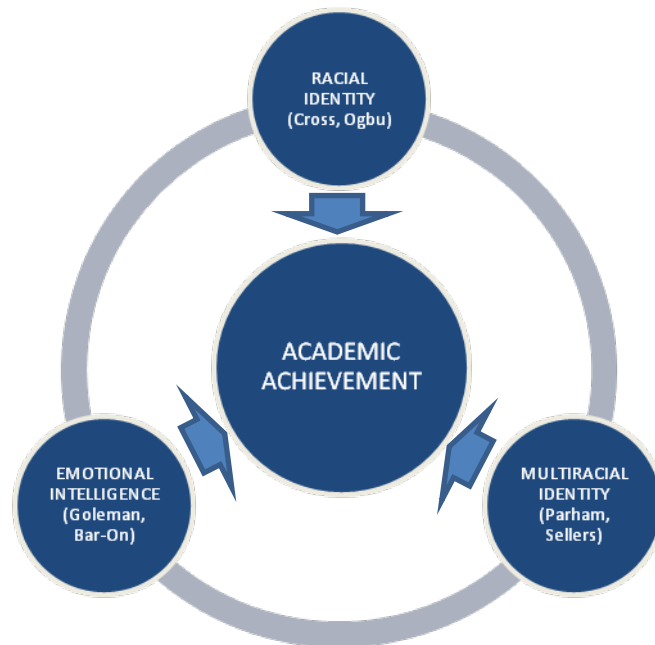 RACIAL
IDENTITY
(Cross, Ogbu)
ACADEMIC
ACHIEVEMENT
EMOTIONAL
INTELLIGENCE
(Goleman,
Bar-On)
MULTIRACIAL
IDENTITY
(Parham,
Sellers)